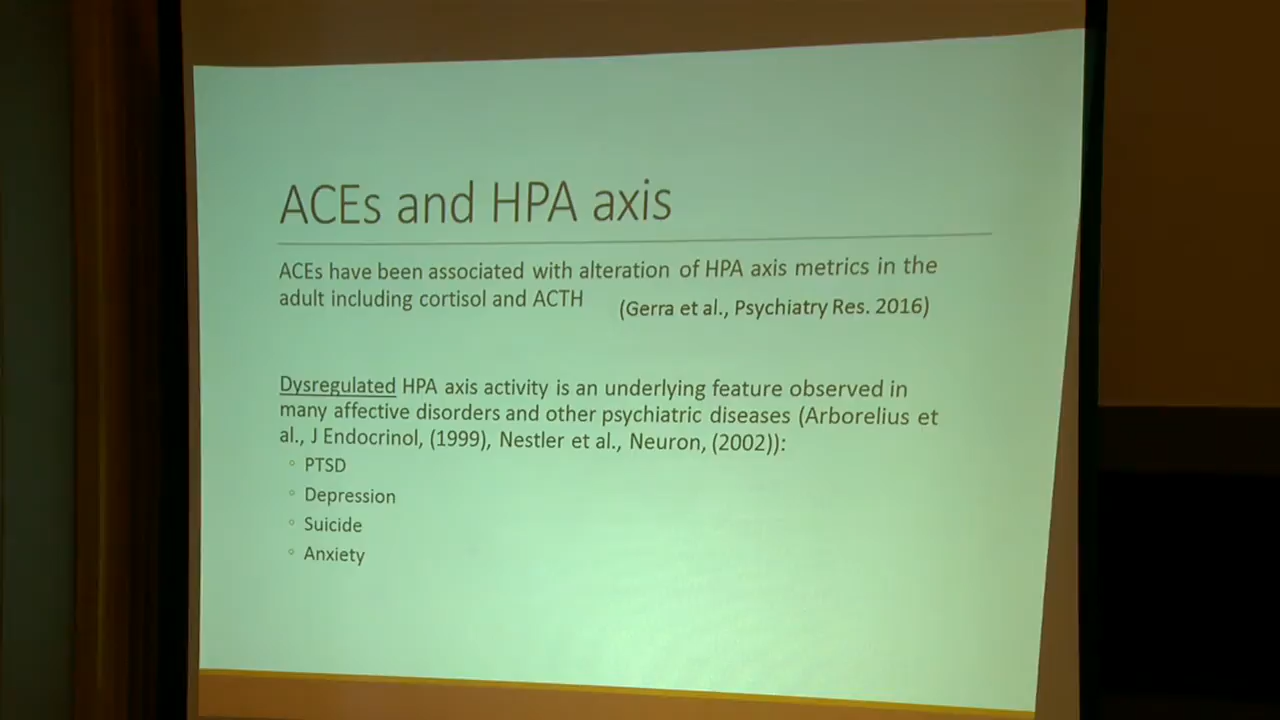 ACEs and HPA axis
ACEs have been associated with alteration of HPA axis metrics in the
adult including cortisol and ACTH
(Gerra et al., Psychiatry Res. 2016)
Dysregulated HPA axis activity is an underlying feature observed in
many affective disorders and other psychiatric diseases (Arborelius et
al., J Endocrinol, (1999), Nestler et al., Neuron, (2002)):
◦ PTSD
◦ Depression
◦ Suicide
◦ Anxiety